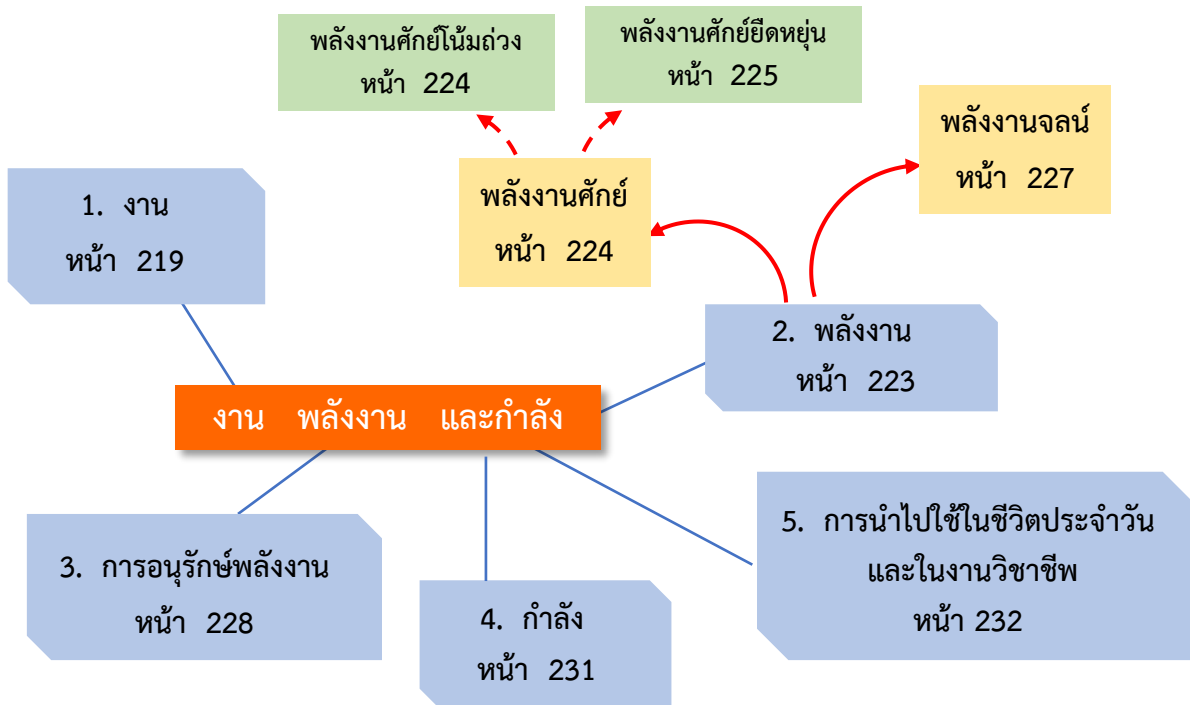 พลังงานศักย์โน้มถ่วง
หน้า 224
พลังงานศักย์ยืดหยุ่น
หน้า 225
พลังงานจลน์
หน้า 227
พลังงานศักย์
หน้า 224
1. งาน
หน้า 219
2. พลังงาน
หน้า 223
งาน พลังงาน และกำลัง
3. การอนุรักษ์พลังงาน
หน้า 228
4. กำลัง
หน้า 231
5. การนำไปใช้ในชีวิตประจำวัน
และในงานวิชาชีพ
หน้า 232